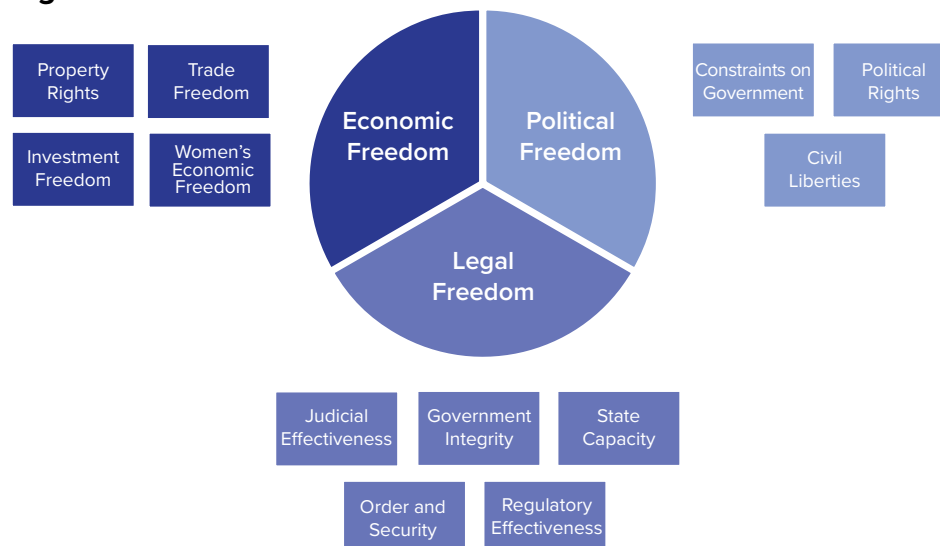 Property
Rights
Trade
Freedom
Investment
Freedom
Women's
Economic
Freedom
Economic
Freedom
Political
Freedom
Legal
Freedom
Constraints on
Government
Political
Rights
Civil
Liberties
Judicial
Effectiveness
Government
Integrity
State
Capacity
Order and
Security
Regulatory
Effectiveness